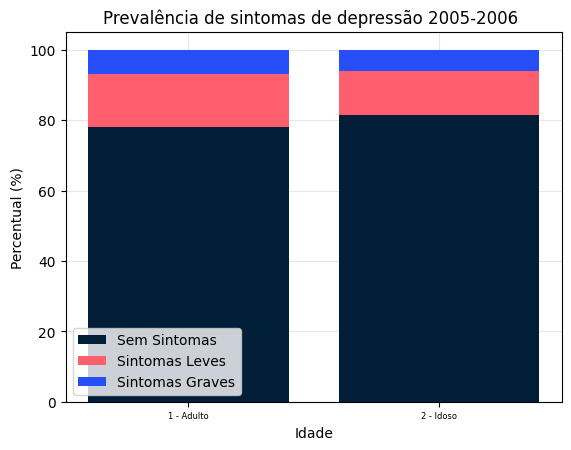 Prevalência de sintomas de depressão 2005-2006
Percentual (%)
100
80
60
40
20
0
Sem Sintomas
Sintomas Leves
Sintomas Graves
1 - Adulto
2 - Idoso
Idade